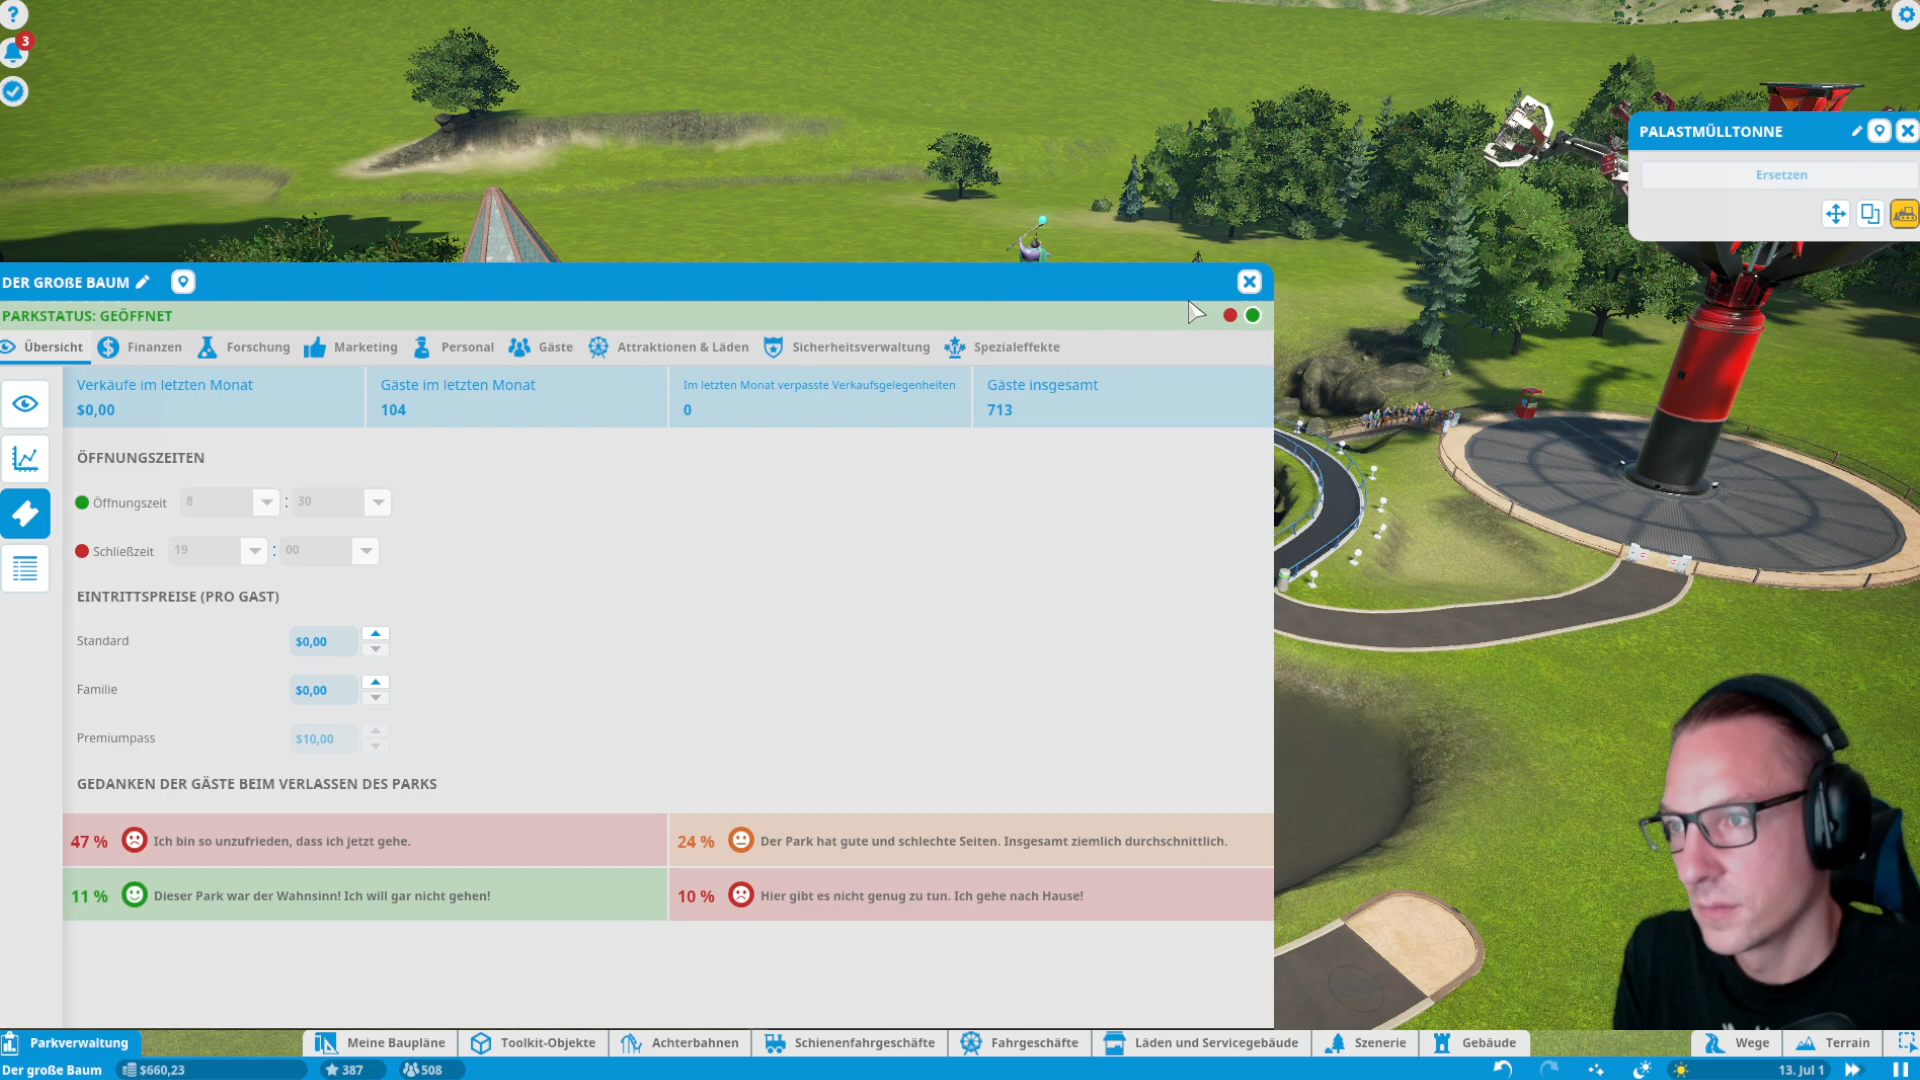 ?
3
PALASTMÜLLTONNE
Ersetzen
DER GROßE BAUM
PARKSTATUS: GEÖFFNET
Übersicht
Finanzen
Forschung
Marketing
Personal
Gäste
Attraktionen & Läden
Sicherheitsverwaltung
Spezialeffekte
Verkäufe im letzten Monat
$0,00
Gäste im letzten Monat
104
Im letzten Monat verpasste Verkaufsgelegenheiten
0
Gäste insgesamt
713
ÖFFNUNGSZEITEN
Öffnungszeit 8 : 30
Schließzeit 19 : 00
EINTRITTSPREISE (PRO GAST)
Standard $0,00
Familie $0,00
Premiumpass $10,00
GEDANKEN DER GÄSTE BEIM VERLASSEN DES PARKS
47 % Ich bin so unzufrieden, dass ich jetzt gehe.
24 % Der Park hat gute und schlechte Seiten. Insgesamt ziemlich durchschnittlich.
11 % Dieser Park war der Wahnsinn! Ich will gar nicht gehen!
10 % Hier gibt es nicht genug zu tun. Ich gehe nach Hause!
Parkverwaltung
Meine Baupläne
Toolkit-Objekte
Achterbahnen
Schienenfahrgeschäfte
Fahrgeschäfte
Läden und Servicegebäude
Szenerie
Gebäude
Wege
Terrain
Der große Baum
$660,23
387
508
13. Jul 1